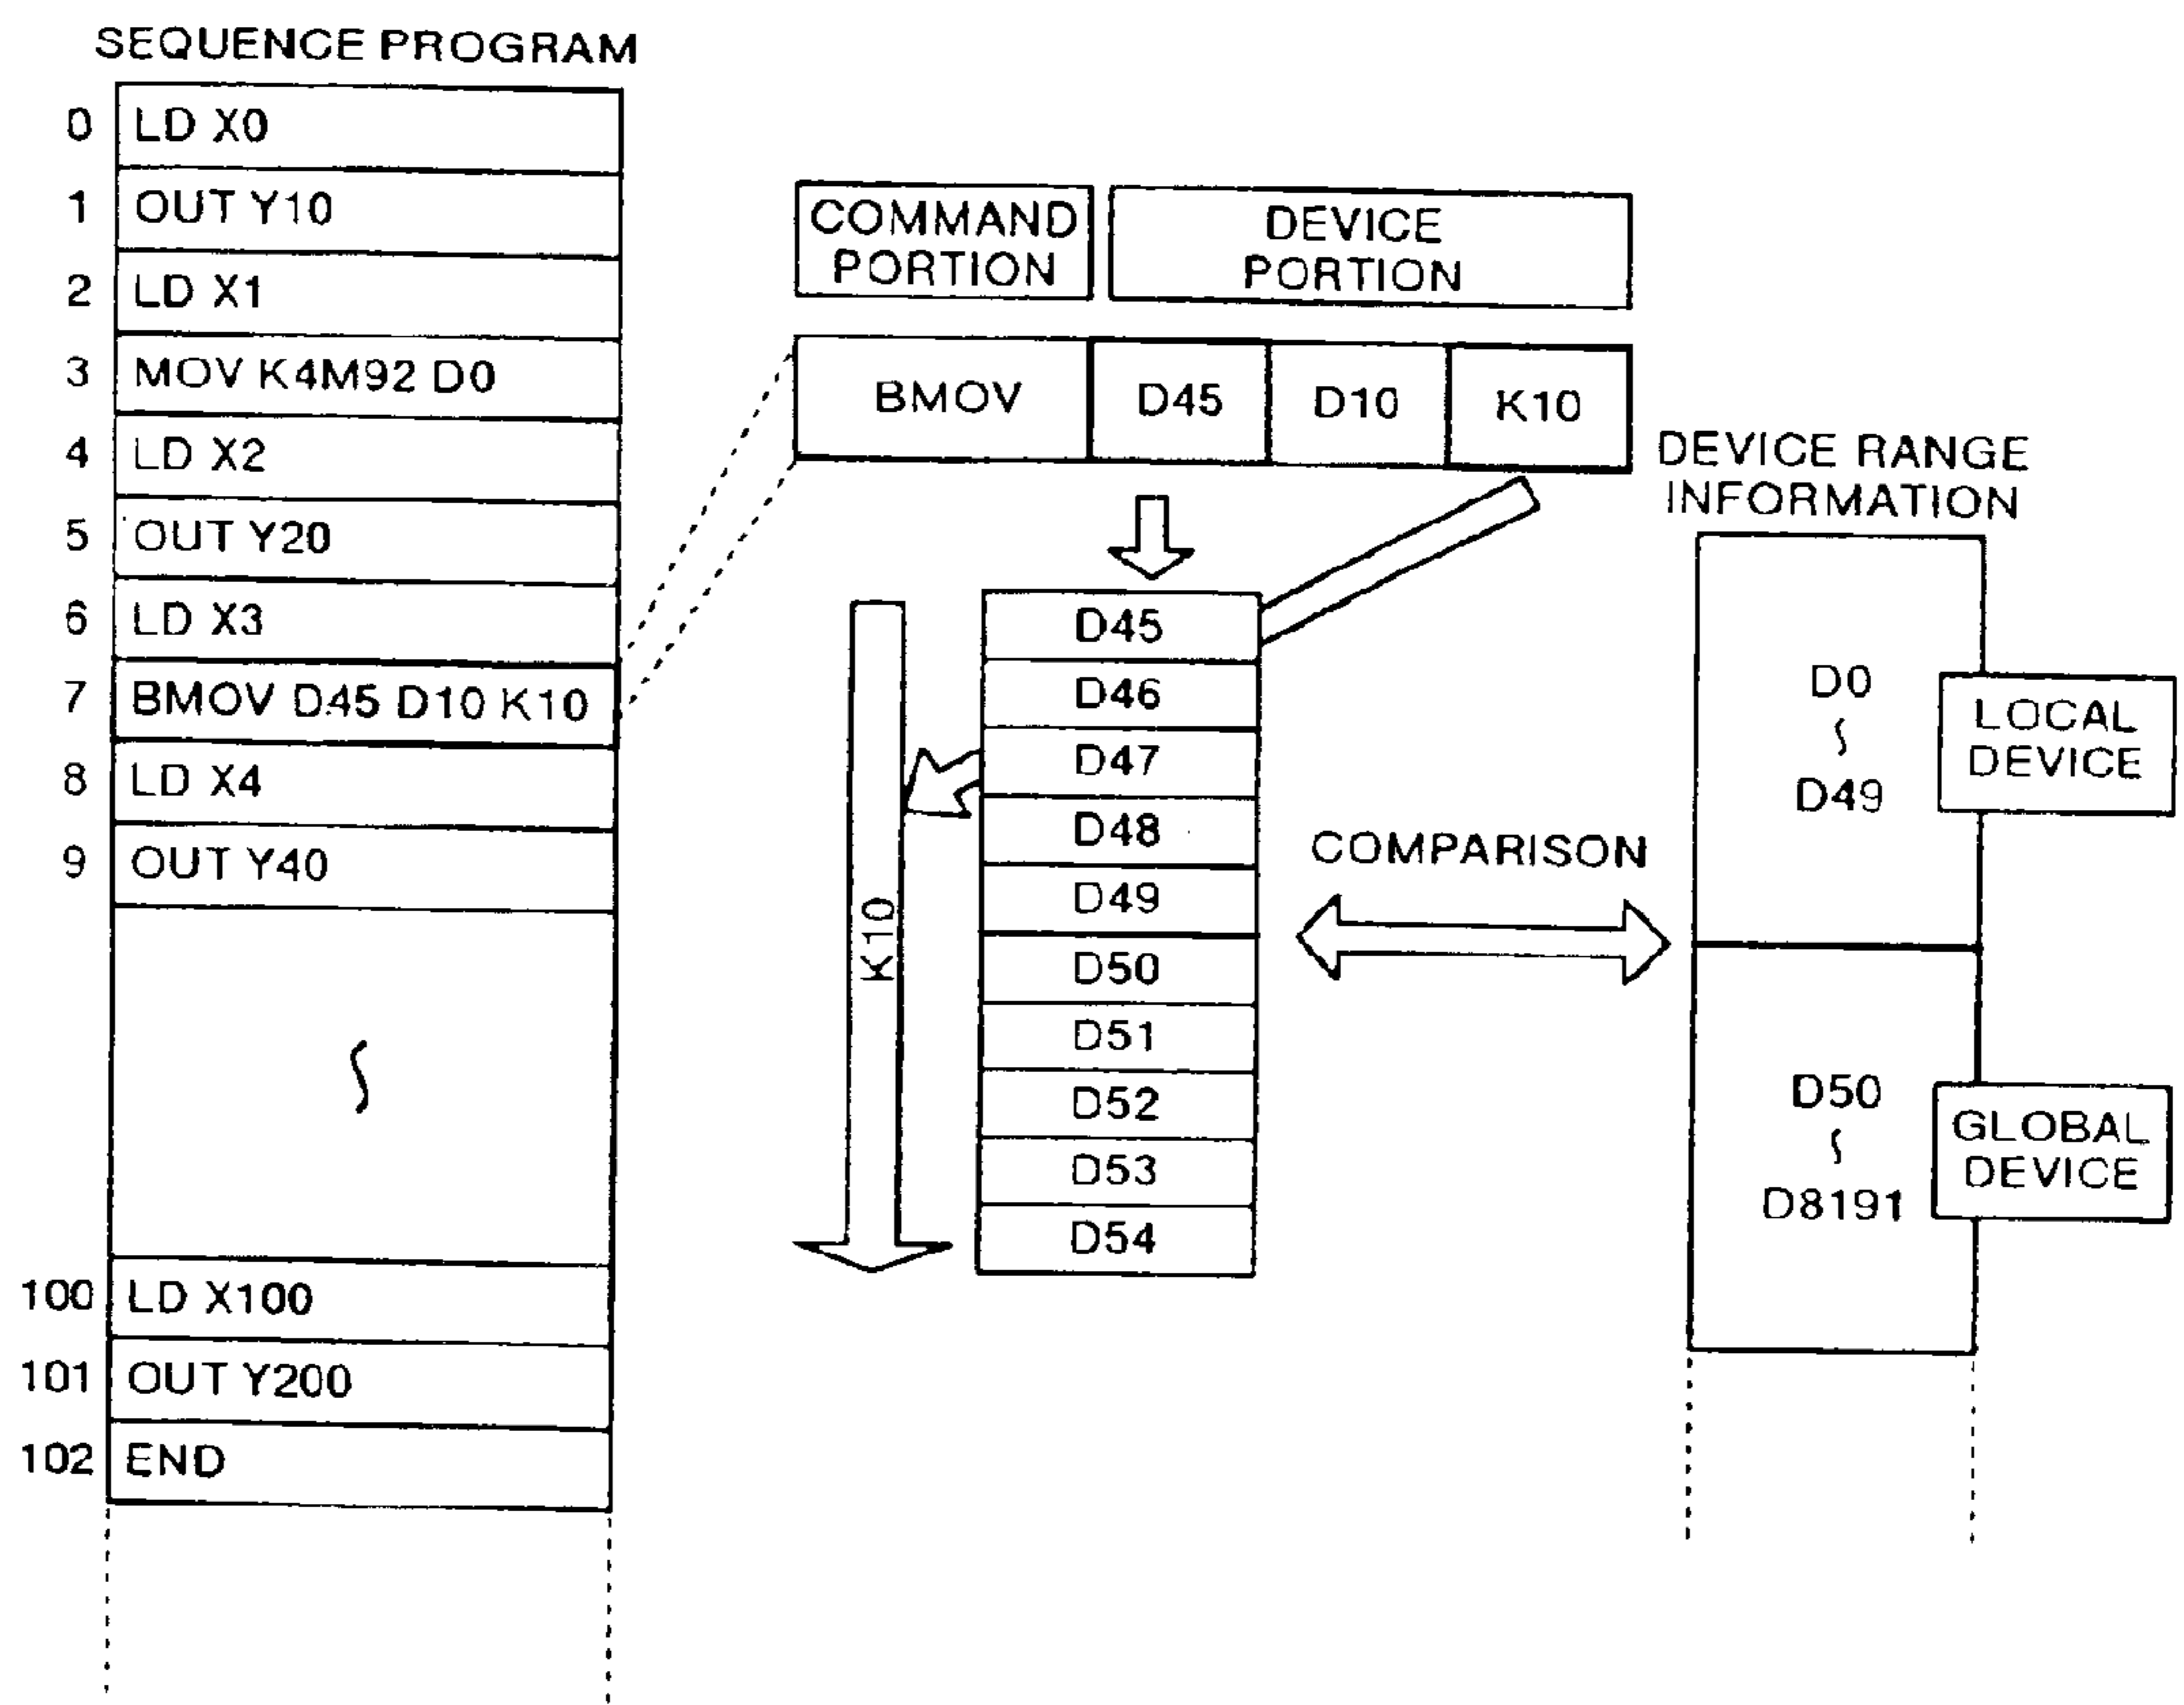 SEQUENCE PROGRAM
0 LD X0
1 OUT Y10
2 LD X1
3 MOV K4M92 D0
4 LD X2
5 OUT Y20
6 LD X3
7 BMOV D45 D10 K10
8 LD X4
9 OUT Y40
100 LD X100
101 OUT Y200
102 END
COMMAND
PORTION
DEVICE
PORTION
BMOV D45 D10 K10
K10
D45
D46
D47
D48
D49
D50
D51
D52
D53
D54
COMPARISON
DEVICE RANGE
INFORMATION
D0
D49
LOCAL
DEVICE
D50
D8191
GLOBAL
DEVICE